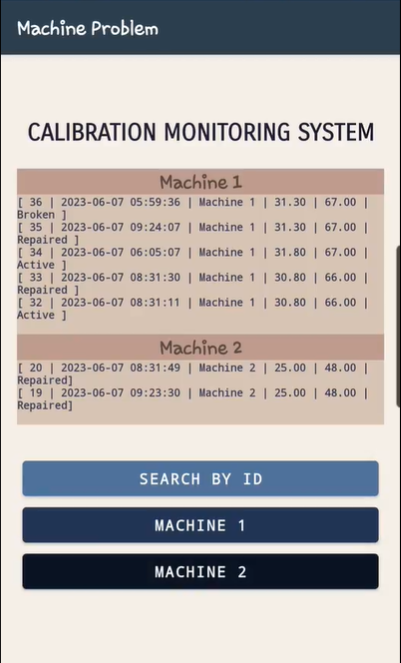 Machine Problem
CALIBRATION MONITORING SYSTEM
Machine 1
[ 36 | 2023-06-07 05:59:36 | Machine 1 | 31.30 | 67.00 |
Broken ]
[ 35 | 2023-06-07 09:24:07 | Machine 1 | 31.30 | 67.00 |
Repaired ]
[ 34 | 2023-06-07 06:05:07 | Machine 1 | 31.80 | 67.00 |
Active ]
[ 33 | 2023-06-07 08:31:30 | Machine 1 | 30.80 | 66.00 |
Repaired ]
[ 32 | 2023-06-07 08:31:11 | Machine 1 | 30.80 | 66.00 |
Active ]
Machine 2
[ 20 | 2023-06-07 08:31:49 | Machine 2 | 25.00 | 48.00 |
Repaired]
[ 19 | 2023-06-07 09:23:30 | Machine 2 | 25.00 | 48.00 |
Repaired]
SEARCH BY ID
MACHINE 1
MACHINE 2